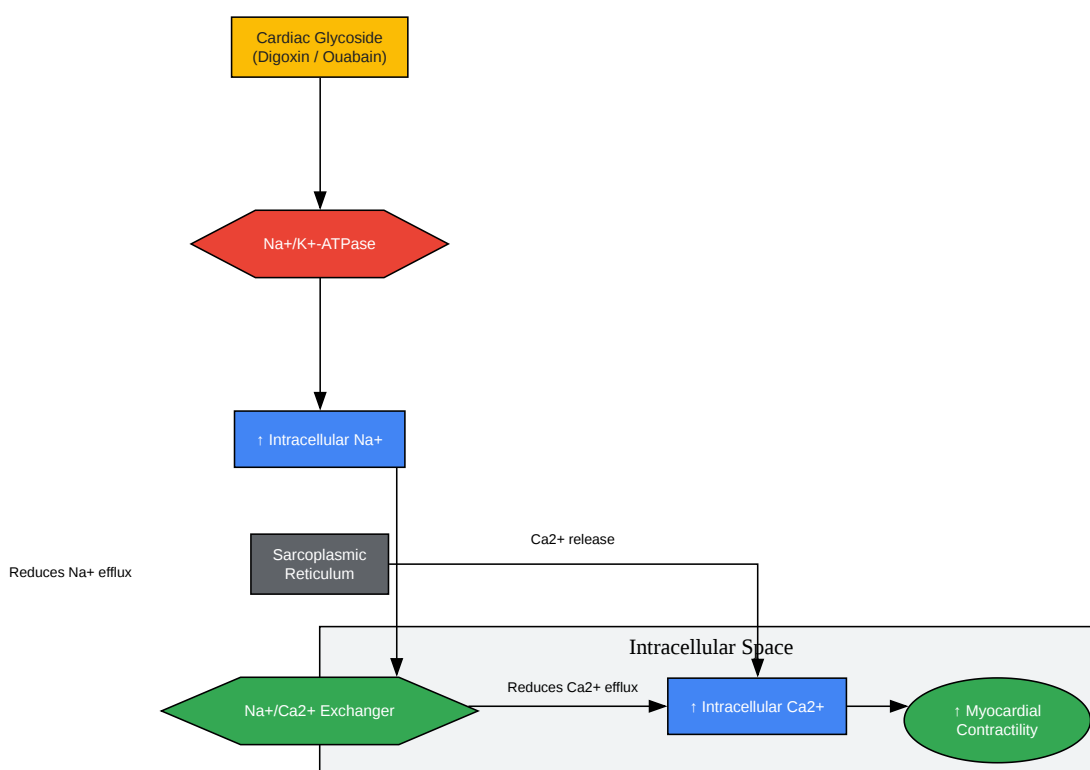 Cardiac Glycoside
(Digoxin / Ouabain)
Na+/K+-ATPase
↑ Intracellular Na+
Ca2+ release
Sarcoplasmic
Reticulum
Reduces Na+ efflux
Intracellular Space
Reduces Ca2+ efflux
Na+/Ca2+ Exchanger
↑ Intracellular Ca2+
↑ Myocardial
Contractility